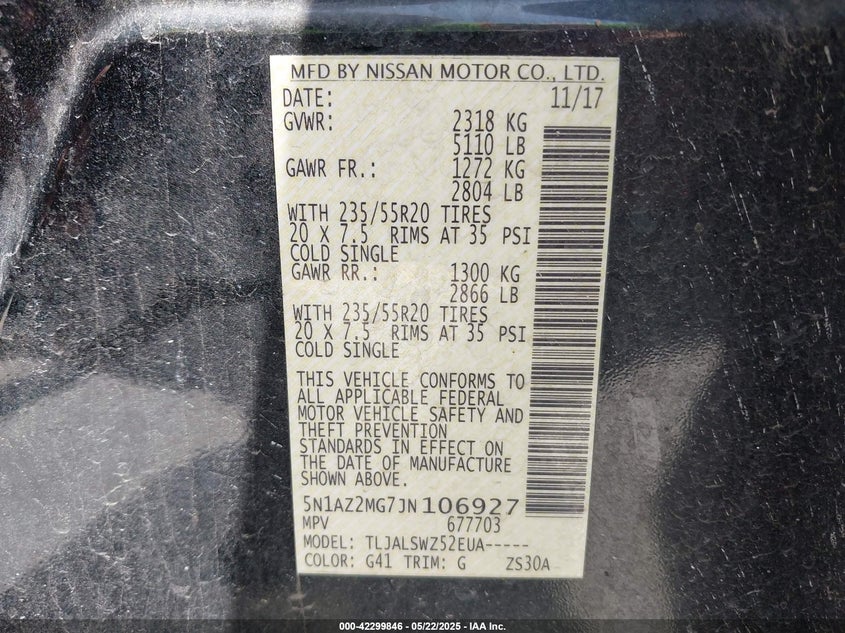 MFD BY NISSAN MOTOR CO., LTD.
DATE: 11/17
GVWR: 2318 KG
5110 LB
GAWR FR.: 1272 KG
2804 LB
WITH 235/55R20 TIRES
20 X 7.5 RIMS AT 35 PSI
COLD SINGLE
GAWR RR.: 1300 KG
2866 LB
WITH 235/55R20 TIRES
20 X 7.5 RIMS AT 35 PSI
COLD SINGLE
THIS VEHICLE CONFORMS TO
ALL APPLICABLE FEDERAL
MOTOR VEHICLE SAFETY AND
THEFT PREVENTION
STANDARDS IN EFFECT ON
THE DATE OF MANUFACTURE
SHOWN ABOVE.
5N1AZ2MG7JN106927
MPV 677703
MODEL: TLJALSWZ52EUA-----
COLOR: G41 TRIM: G ZS30A
000-42299846 - 05/22/2025 - IAA Inc.